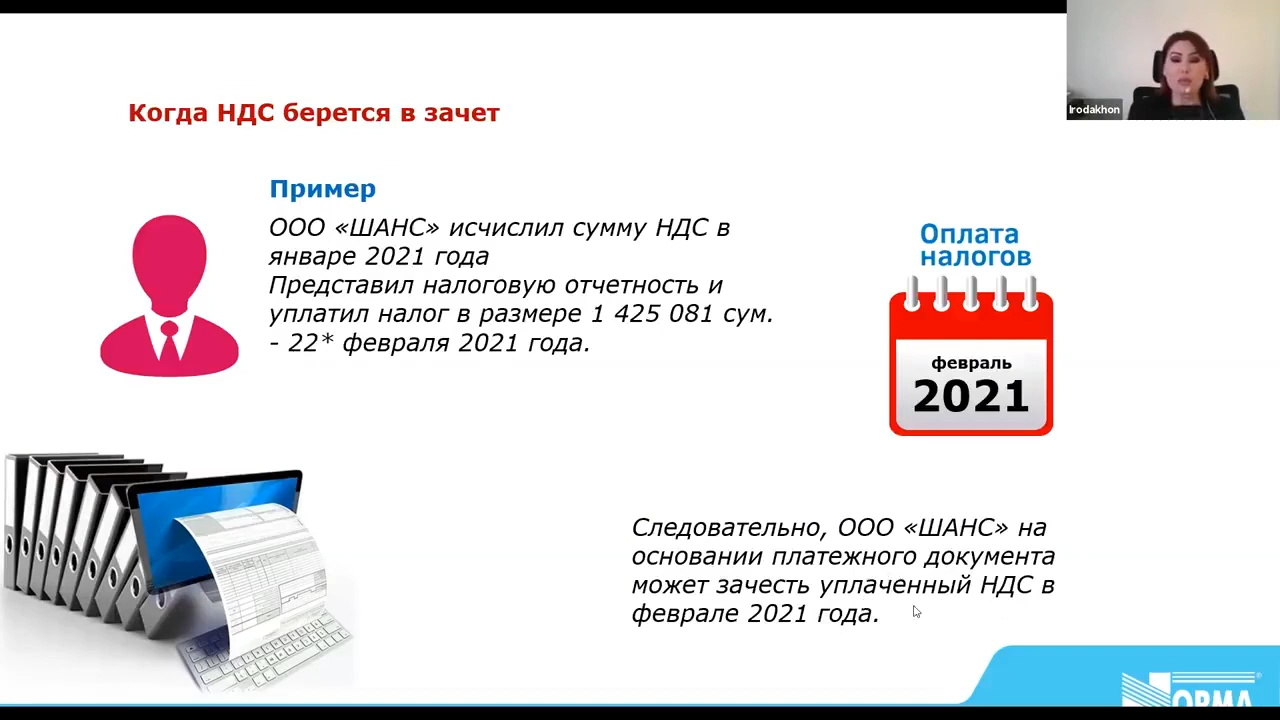 Irodakhon
Когда НДС берется в зачет
Пример
ООО «ШАНС» исчислил сумму НДС в
январе 2021 года
Представил налоговую отчетность и
уплатил налог в размере 1 425 081 сум.
- 22* февраля 2021 года.
Оплата
налогов
февраль
2021
Следовательно, ООО «ШАНС» на
основании платежного документа
может зачесть уплаченный НДС в
феврале 2021 года.
НОРМА
®